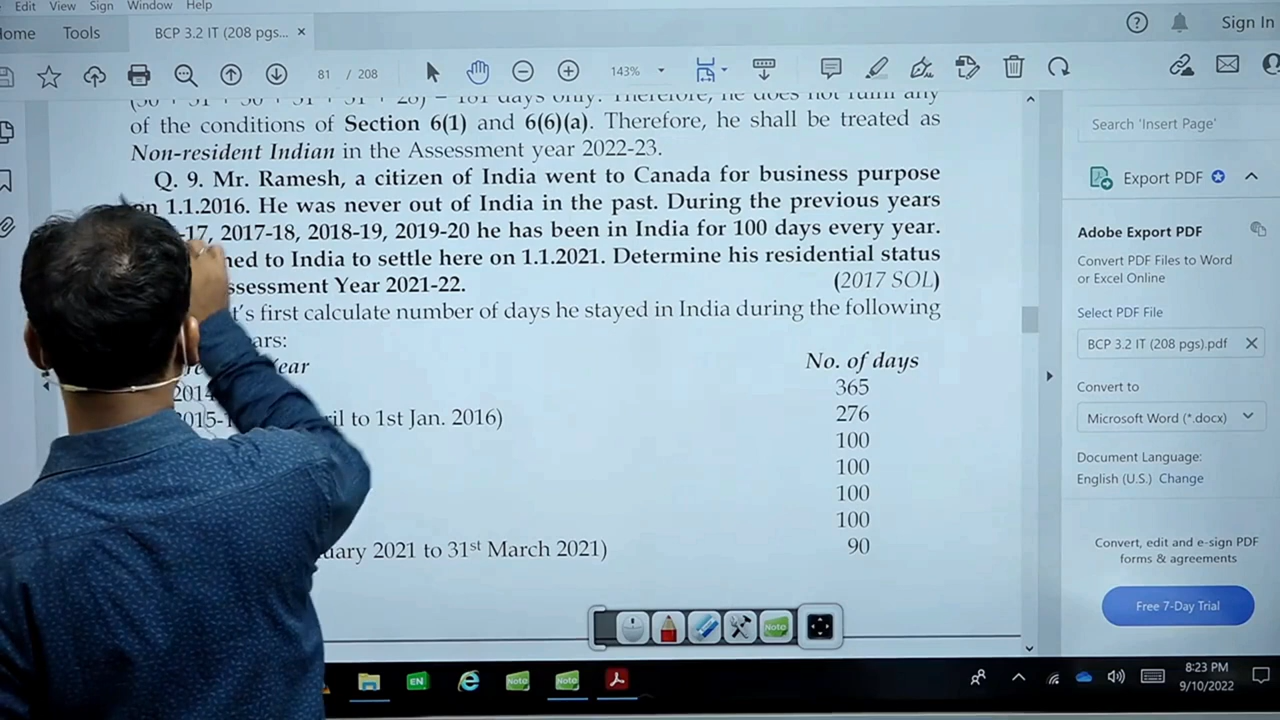 Edit View Sign Window Help
ome Tools BCP 3.2 IT (208 pgs... × Sign In
81 / 208 143%
of the conditions of Section 6(1) and 6(6)(a). Therefore, he shall be treated as
Non-resident Indian in the Assessment year 2022-23.
Q. 9. Mr. Ramesh, a citizen of India went to Canada for business purpose
on 1.1.2016. He was never out of India in the past. During the previous years
-17, 2017-18, 2018-19, 2019-20 he has been in India for 100 days every year.
ned to India to settle here on 1.1.2021. Determine his residential status
ssessment Year 2021-22. (2017 SOL)
t's first calculate number of days he stayed in India during the following
ars:
ear No. of days
2014 365
015-1 ril to 1st Jan. 2016) 276
100
100
100
100
uary 2021 to 31st March 2021) 90
Search 'Insert Page'
Export PDF
Adobe Export PDF
Convert PDF Files to Word
or Excel Online
Select PDF File
BCP 3.2 IT (208 pgs).pdf ×
Convert to
Microsoft Word (*.docx)
Document Language:
English (U.S.) Change
Convert, edit and e-sign PDF
forms & agreements
Free 7-Day Trial
Note
EN Note Note
8:23 PM
9/10/2022